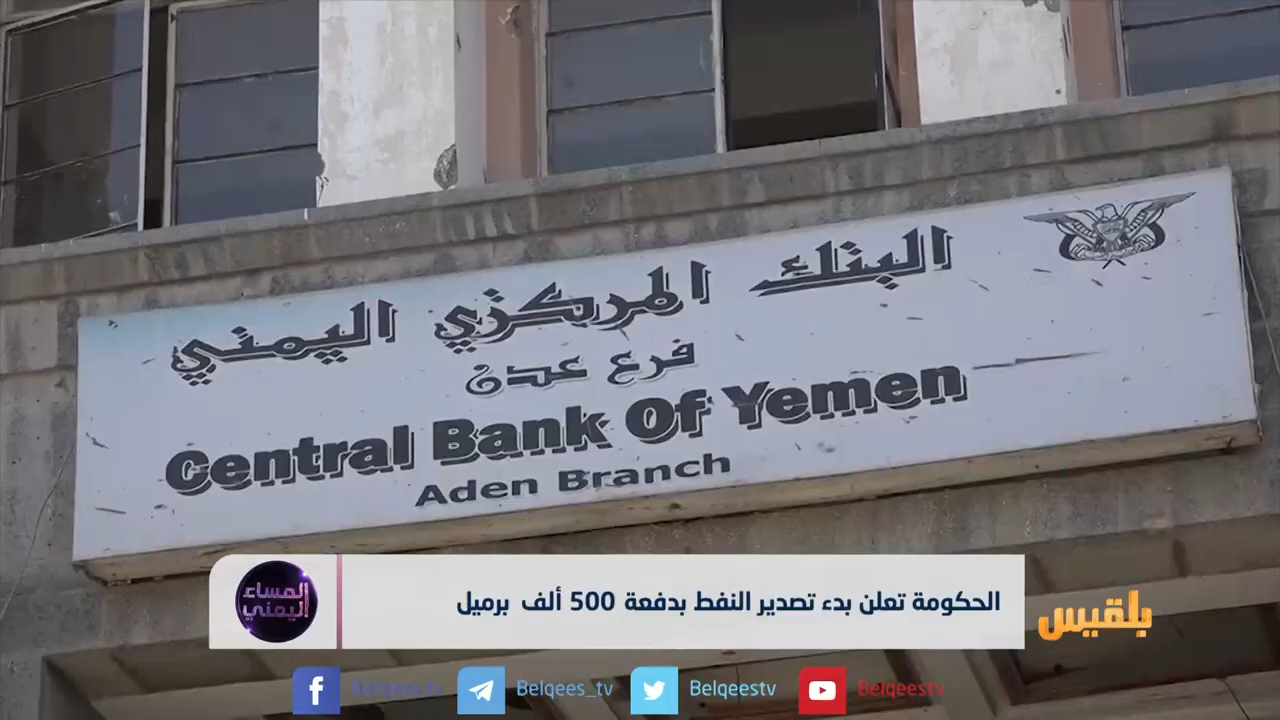 البنك المركزي اليمني
فرع عدن
Central Bank Of Yemen
Aden Branch
الحكومة تعلن بدء تصدير النفط بدفعة 500 ألف برميل
المساء
اليمني
بلقيس
Belqees_tv
Belqees_tv
Belqeestv
Belqeestv